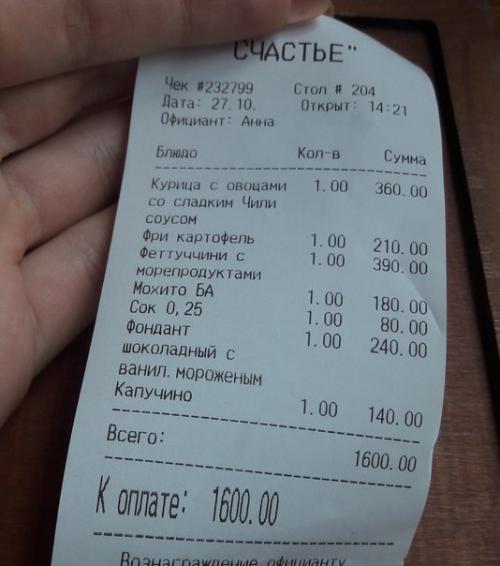 СЧАСТЬЕ"
Чек #232799 Стол # 204
Дата: 27.10. Открыт: 14:21
Официант: Анна
Блюдо Кол-в Сумма
Курица с овощами 1.00 360.00
со сладким Чили
соусом
Фри картофель 1.00 210.00
Феттуччини с 1.00 390.00
морепродуктами
Мохито БА 1.00 180.00
Сок 0,25 1.00 80.00
Фондант 1.00 240.00
шоколадный с
ванил. мороженым
Капучино 1.00 140.00
Всего: 1600.00
К оплате: 1600.00
Вознаграждение официанту